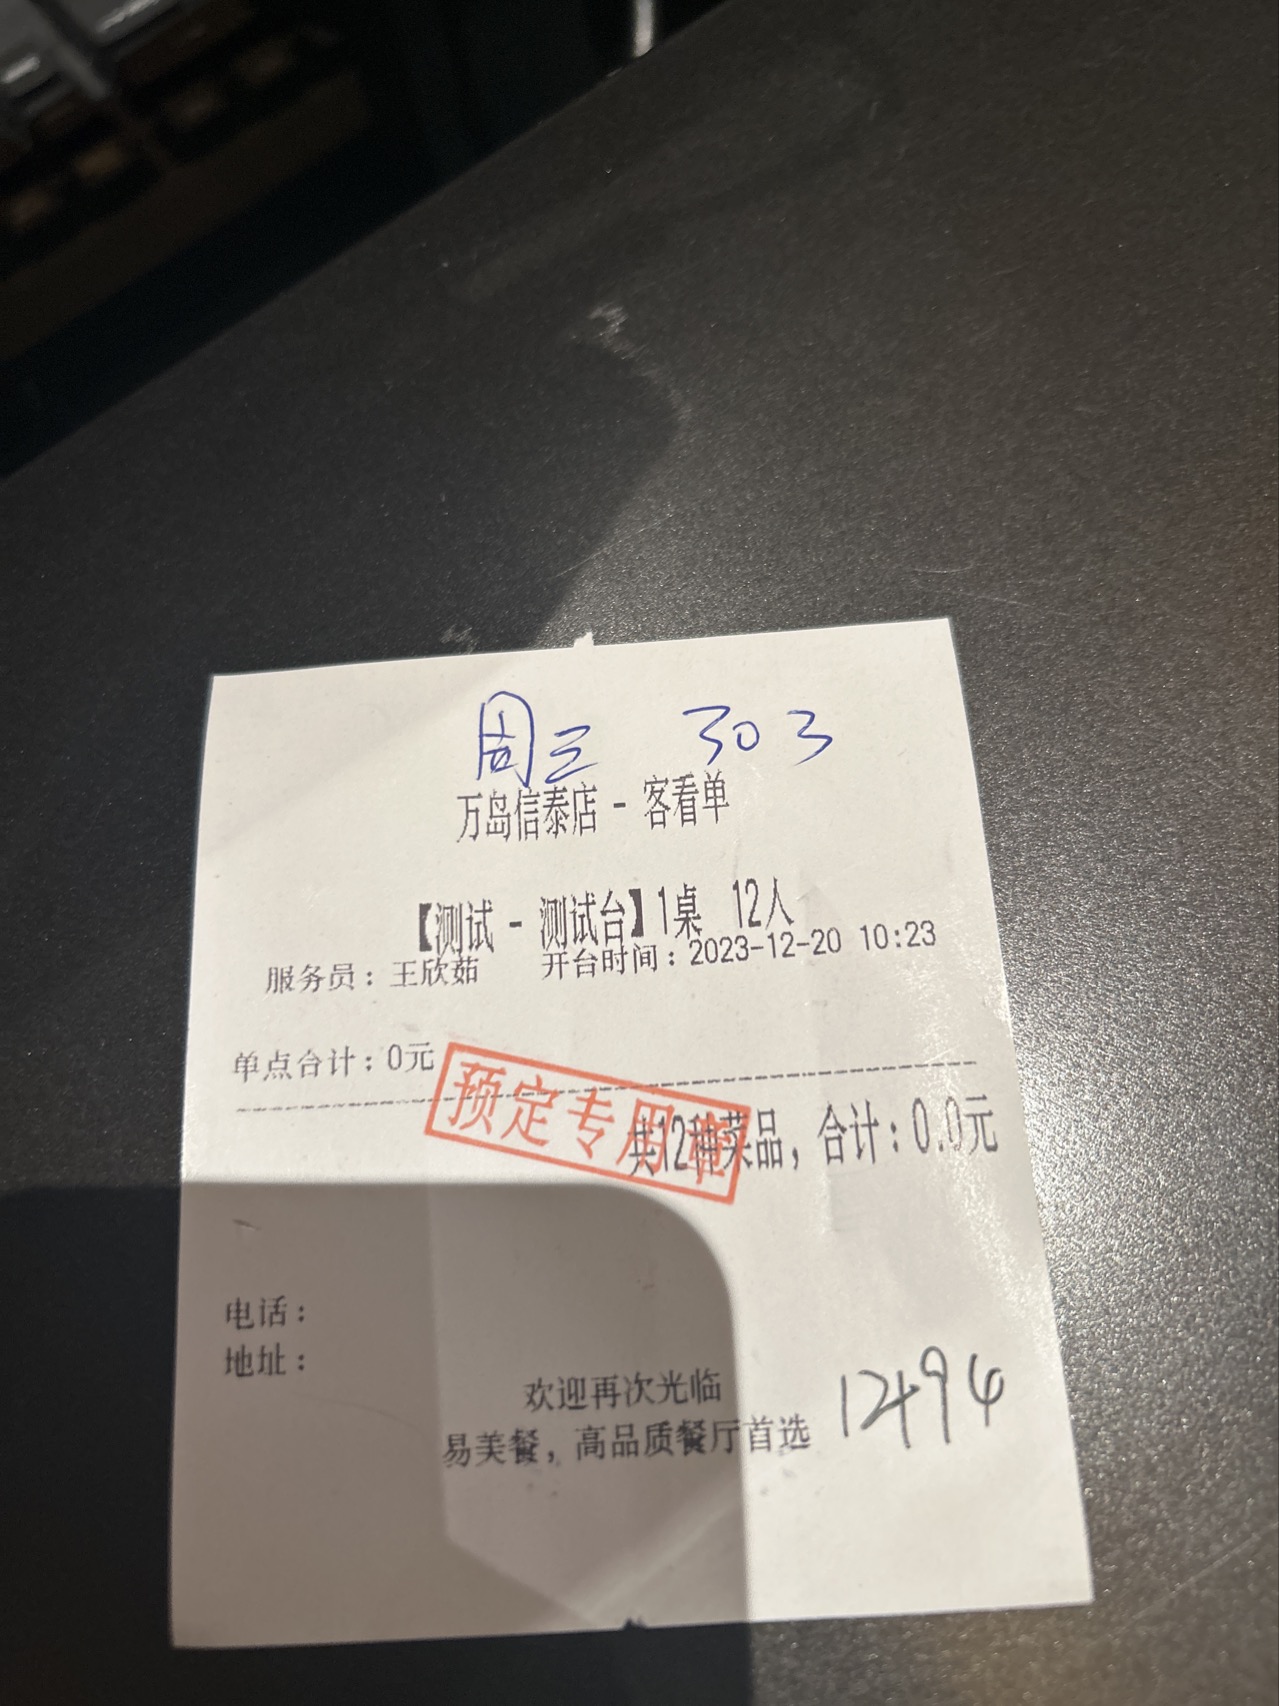 周三 303
万岛信泰店 - 客看单
【测试 - 测试台】1桌 12人
服务员：王欣茹 开台时间：2023-12-20 10:23
单点合计：0元
预定专用章
共12种菜品，合计：0.0元
电话：
地址：
欢迎再次光临
易美餐，高品质餐厅首选
12494